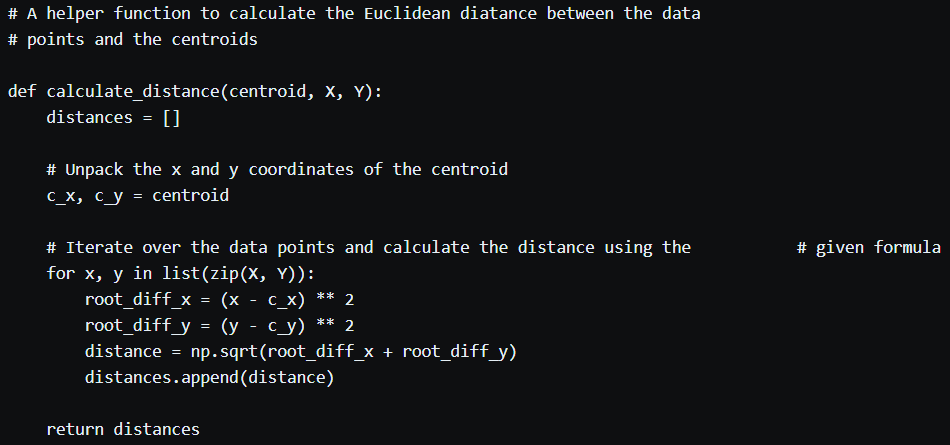 # A helper function to calculate the Euclidean diatance between the data
# points and the centroids
def calculate_distance(centroid, X, Y):
    distances = []
    # Unpack the x and y coordinates of the centroid
    c_x, c_y = centroid
    # Iterate over the data points and calculate the distance using the           # given formula
    for x, y in list(zip(X, Y)):
        root_diff_x = (x - c_x) ** 2
        root_diff_y = (y - c_y) ** 2
        distance = np.sqrt(root_diff_x + root_diff_y)
        distances.append(distance)
    return distances